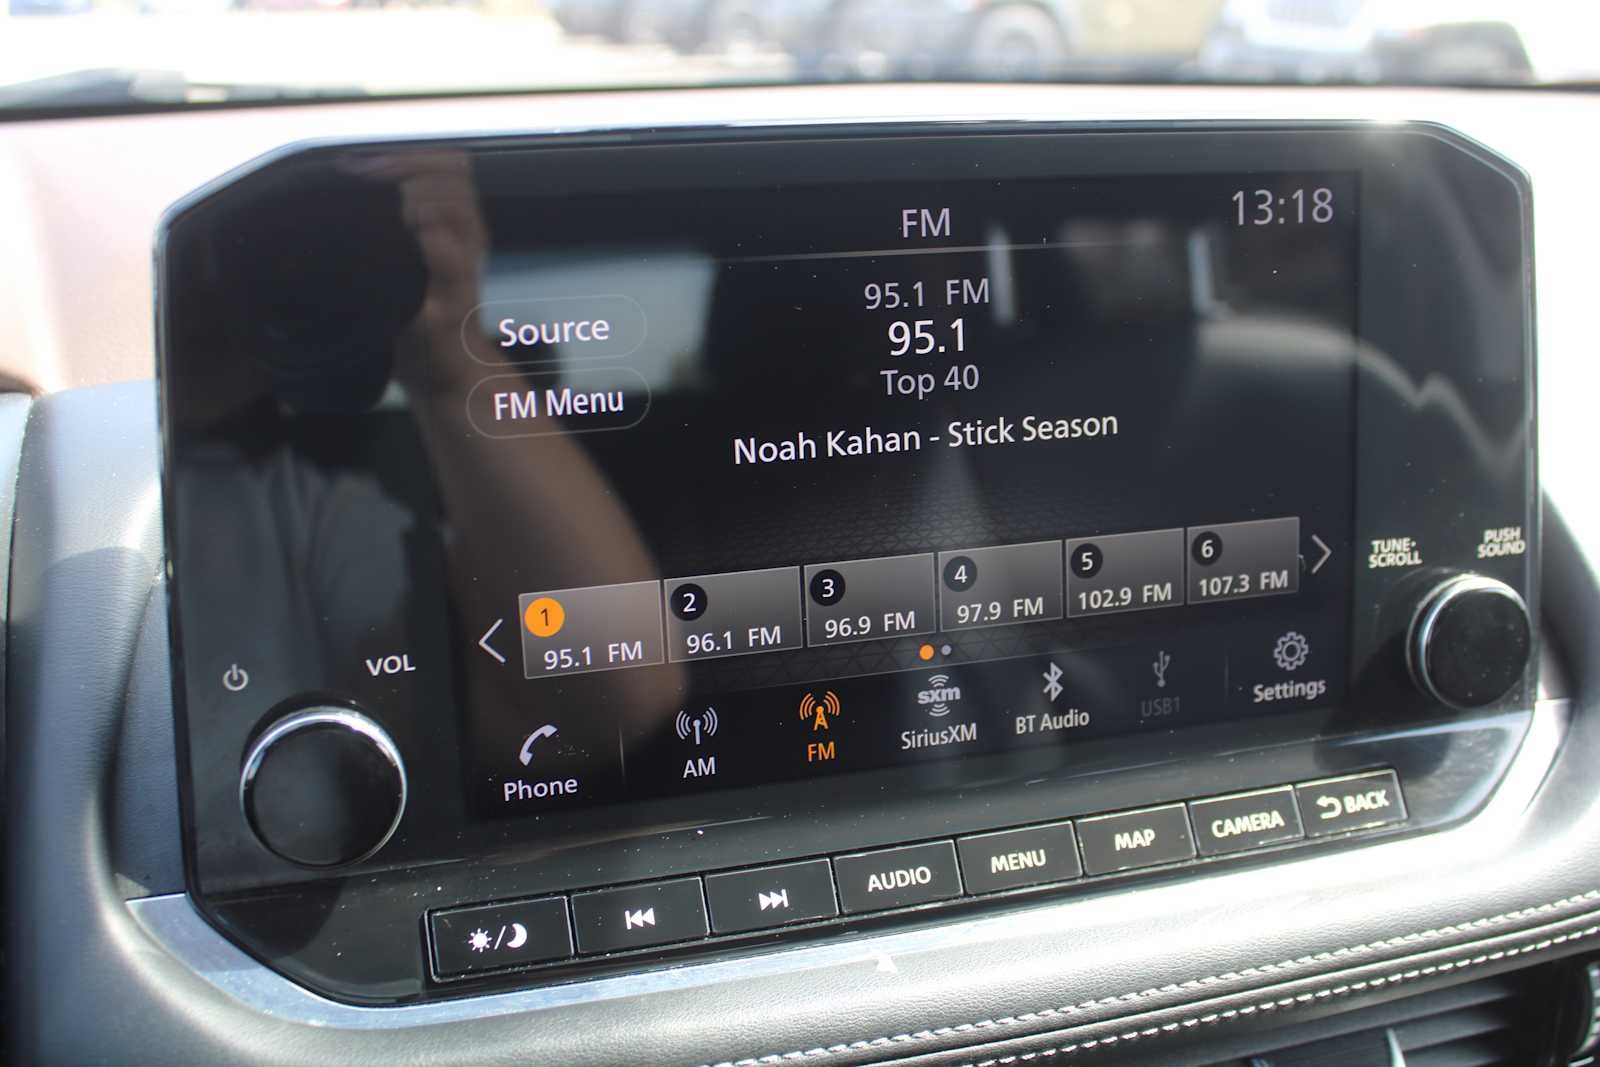 FM
13:18
95.1 FM
95.1
Top 40
Noah Kahan - Stick Season
Source
FM Menu
1
95.1 FM
2
96.1 FM
3
96.9 FM
4
97.9 FM
5
102.9 FM
6
107.3 FM
VOL
TUNE·
SCROLL
PUSH
SOUND
Phone
AM
FM
sxm
SiriusXM
BT Audio
USB1
Settings
AUDIO
MENU
MAP
CAMERA
BACK